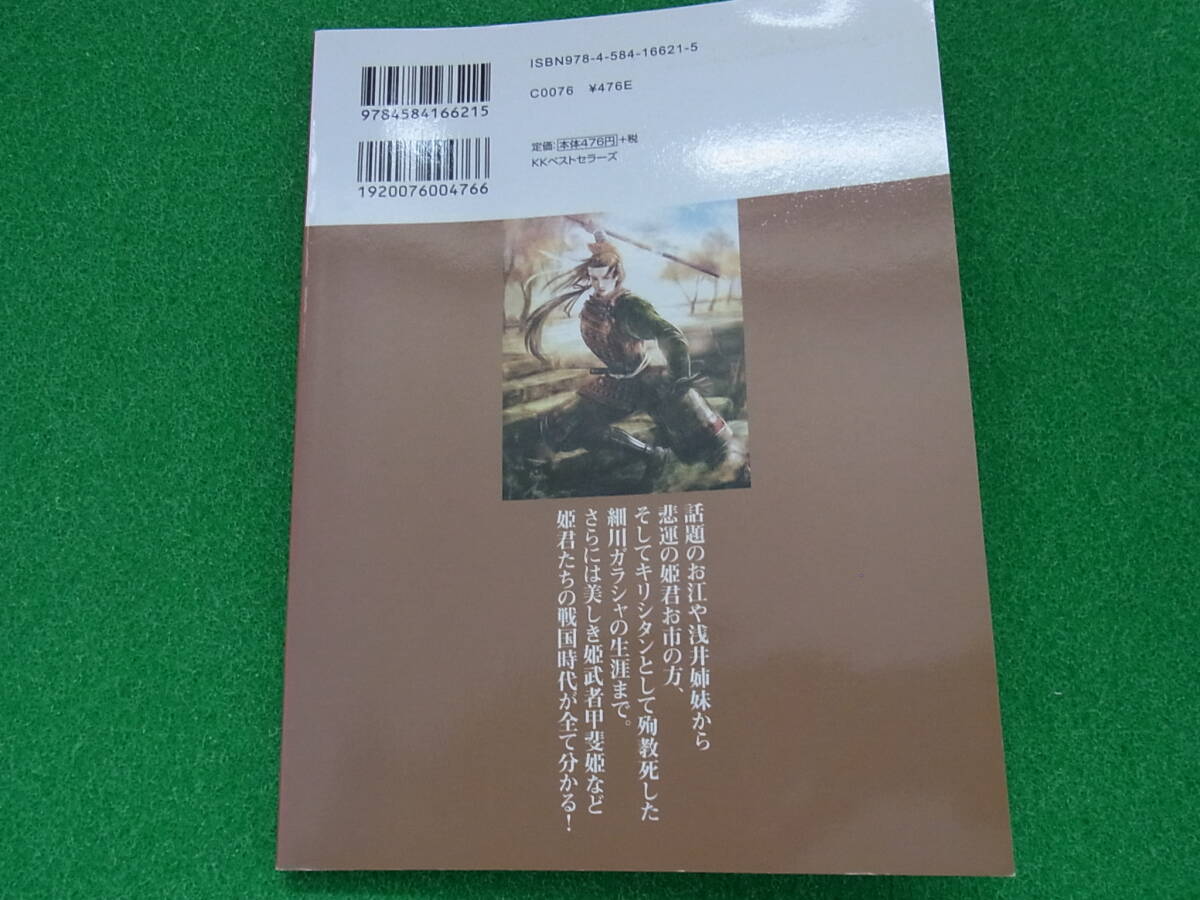 ISBN978-4-584-16621-5
C0076 ¥476E
9784584166215
定価:本体476円+税
KKベストセラーズ
1920076004766
話題のお江や浅井姉妹から
悲運の姫君お市の方、
そしてキリシタンとして殉教死した
細川ガラシャの生涯まで。
さらには美しき姫武者甲斐姫など
姫君たちの戦国時代が全て分かる!